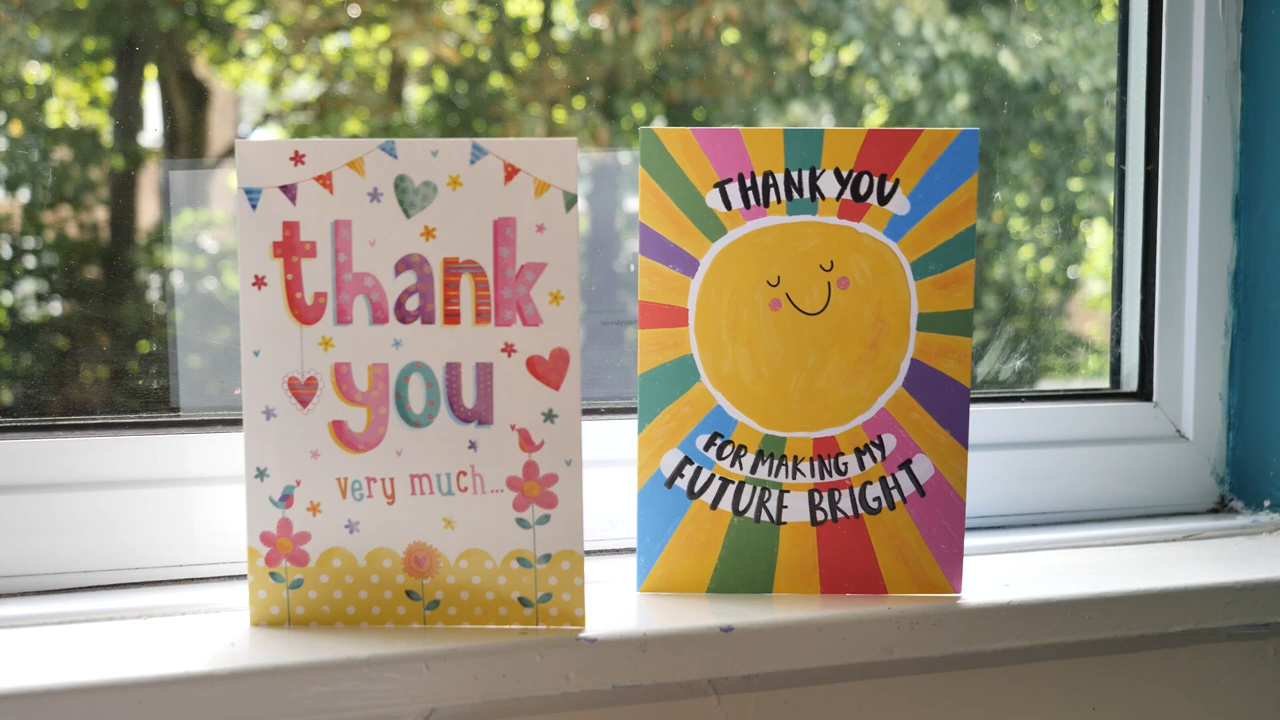 thank
you
very much...
THANK YOU
FOR MAKING MY
FUTURE BRIGHT